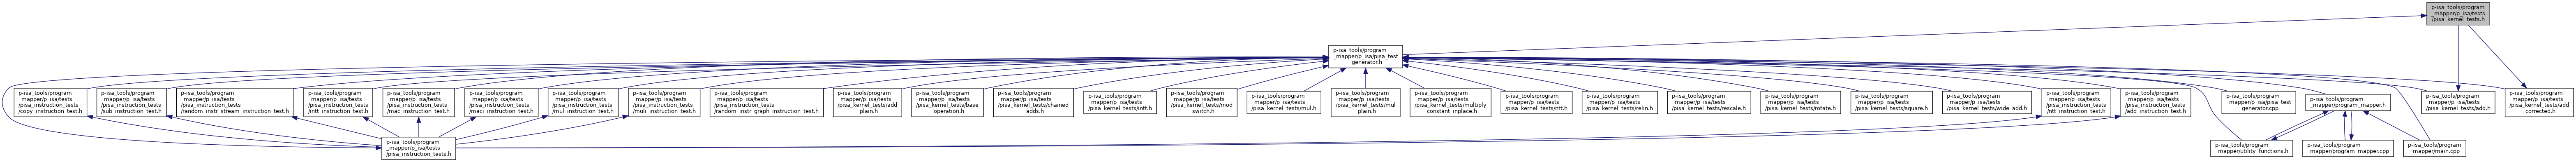 p-isa_tools/program
_mapper/p_isa/tests
/pisa_kernel_tests.h
p-isa_tools/program
_mapper/p_isa/pisa_test
_generator.h
p-isa_tools/program
_mapper/p_isa/tests
/pisa_instruction_tests
/copy_instruction_test.h
p-isa_tools/program
_mapper/p_isa/tests
/pisa_instruction_tests
/sub_instruction_test.h
p-isa_tools/program
_mapper/p_isa/tests
/pisa_instruction_tests
/random_instr_stream_instruction_test.h
p-isa_tools/program
_mapper/p_isa/tests
/pisa_instruction_tests
/intt_instruction_test.h
p-isa_tools/program
_mapper/p_isa/tests
/pisa_instruction_tests
/mac_instruction_test.h
p-isa_tools/program
_mapper/p_isa/tests
/pisa_instruction_tests
/maci_instruction_test.h
p-isa_tools/program
_mapper/p_isa/tests
/pisa_instruction_tests
/mul_instruction_test.h
p-isa_tools/program
_mapper/p_isa/tests
/pisa_instruction_tests
/muli_instruction_test.h
p-isa_tools/program
_mapper/p_isa/tests
/pisa_instruction_tests
/random_instr_graph_instruction_test.h
p-isa_tools/program
_mapper/p_isa/tests
/pisa_kernel_tests/add
_plain.h
p-isa_tools/program
_mapper/p_isa/tests
/pisa_kernel_tests/base
_operation.h
p-isa_tools/program
_mapper/p_isa/tests
/pisa_kernel_tests/chained
_adds.h
p-isa_tools/program
_mapper/p_isa/tests
/pisa_kernel_tests/intt.h
p-isa_tools/program
_mapper/p_isa/tests
/pisa_kernel_tests/mod
_switch.h
p-isa_tools/program
_mapper/p_isa/tests
/pisa_kernel_tests/mul.h
p-isa_tools/program
_mapper/p_isa/tests
/pisa_kernel_tests/mul
_plain.h
p-isa_tools/program
_mapper/p_isa/tests
/pisa_kernel_tests/multiply
_constant_inplace.h
p-isa_tools/program
_mapper/p_isa/tests
/pisa_kernel_tests/ntt.h
p-isa_tools/program
_mapper/p_isa/tests
/pisa_kernel_tests/relin.h
p-isa_tools/program
_mapper/p_isa/tests
/pisa_kernel_tests/rescale.h
p-isa_tools/program
_mapper/p_isa/tests
/pisa_kernel_tests/rotate.h
p-isa_tools/program
_mapper/p_isa/tests
/pisa_kernel_tests/square.h
p-isa_tools/program
_mapper/p_isa/tests
/pisa_kernel_tests/wide_add.h
p-isa_tools/program
_mapper/p_isa/tests
/pisa_instruction_tests
/ntt_instruction_test.h
p-isa_tools/program
_mapper/p_isa/tests
/pisa_instruction_tests
/add_instruction_test.h
p-isa_tools/program
_mapper/p_isa/pisa_test
_generator.cpp
p-isa_tools/program
_mapper/program_mapper.h
p-isa_tools/program
_mapper/p_isa/tests
/pisa_kernel_tests/add.h
p-isa_tools/program
_mapper/p_isa/tests
/pisa_kernel_tests/add
_corrected.h
p-isa_tools/program
_mapper/p_isa/tests
/pisa_instruction_tests.h
p-isa_tools/program
_mapper/utility_functions.h
p-isa_tools/program
_mapper/program_mapper.cpp
p-isa_tools/program
_mapper/main.cpp